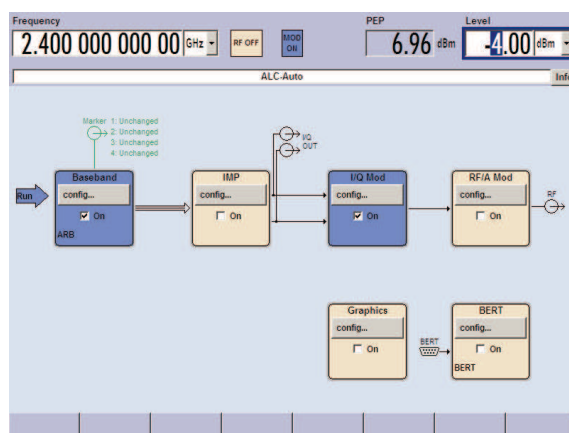 Frequency PEP Level
2.400 000 000 00 GHz RF OFF MOD ON 6.96 dBm -4.00 dBm
ALC-Auto Info
Marker 1: Unchanged
2: Unchanged
3: Unchanged
4: Unchanged
I/Q
OUT
Run
Baseband
config...
On
ARB
IMP
config...
On
I/Q Mod
config...
On
RF/A Mod
config...
On
RF
Graphics
config...
On
BERT
BERT
config...
On
BERT